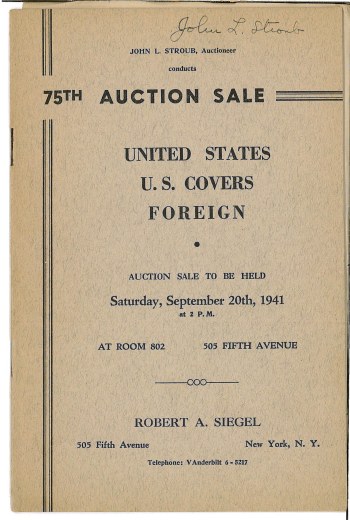 John L. Stroub
JOHN L. STROUB, Auctioneer
conducts
75TH AUCTION SALE
UNITED STATES
U. S. COVERS
FOREIGN
AUCTION SALE TO BE HELD
Saturday, September 20th, 1941
at 2 P. M.
AT ROOM 802 505 FIFTH AVENUE
ROBERT A. SIEGEL
505 Fifth Avenue New York, N. Y.
Telephone: VAnderbilt 6-5217